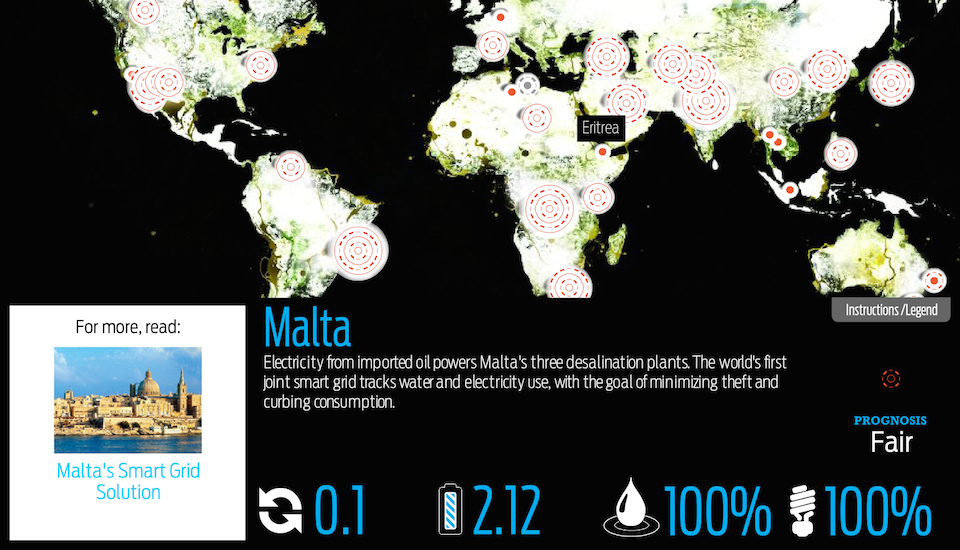 Eritrea
Instructions /Legend
For more, read:
Malta's Smart Grid
Solution
Malta
Electricity from imported oil powers Malta's three desalination plants. The world's first
joint smart grid tracks water and electricity use, with the goal of minimizing theft and
curbing consumption.
PROGNOSIS
Fair
0.1
2.12
100%
100%